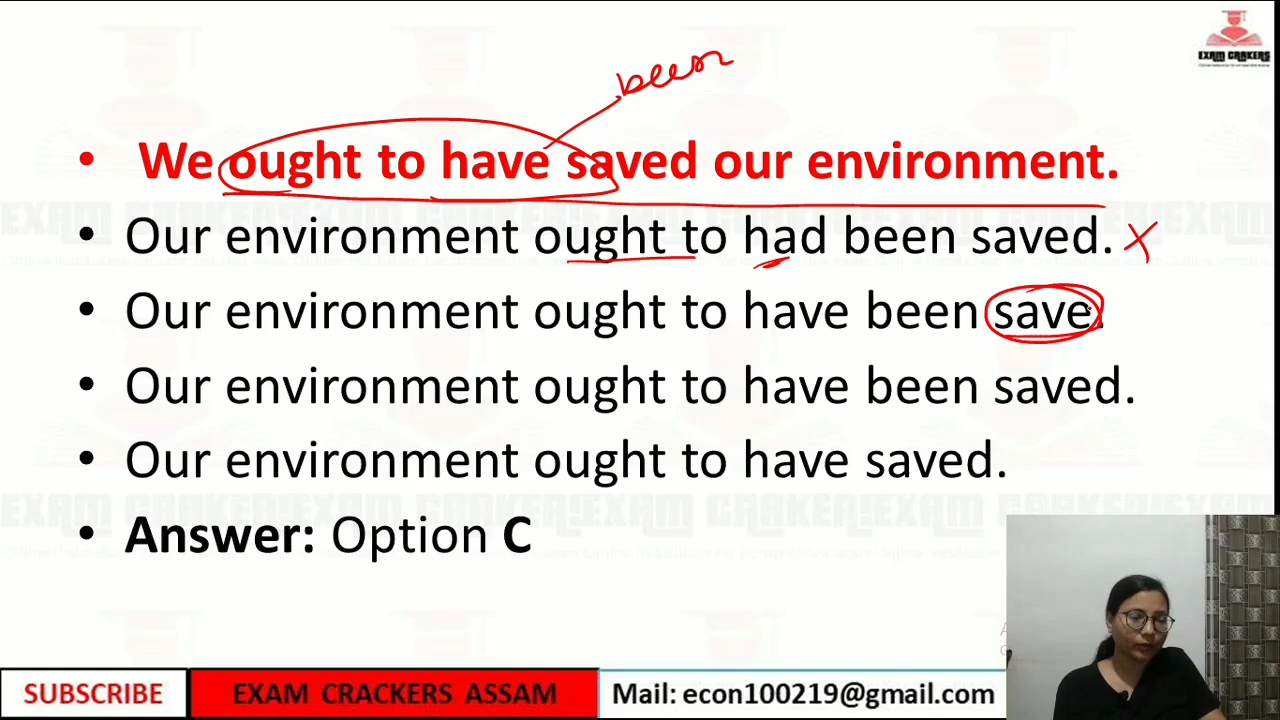 EXAM CRAKERS
been
• We ought to have saved our environment.
• Our environment ought to had been saved. X
• Our environment ought to have been save.
• Our environment ought to have been saved.
• Our environment ought to have saved.
• Answer: Option C
SUBSCRIBE
EXAM CRACKERS ASSAM
Mail: econ100219@gmail.com